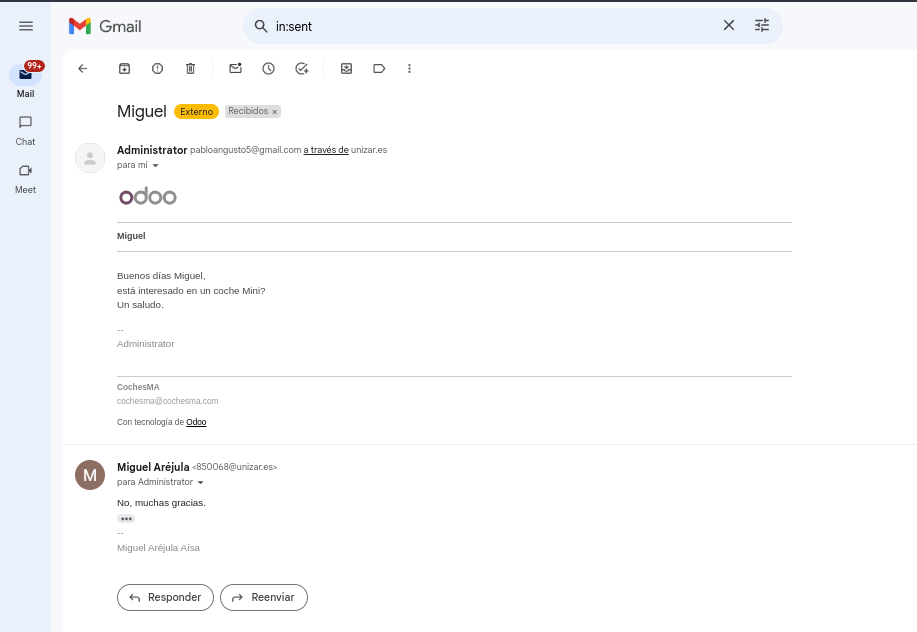 Gmail
in:sent
99+
Mail
Chat
Meet
Miguel Externo Recibidos ×
Administrator pabloangusto5@gmail.com a través de unizar.es
para mí
odoo
Miguel
Buenos días Miguel,
está interesado en un coche Mini?
Un saludo.
--
Administrator
CochesMA
cochesma@cochesma.com
Con tecnología de Odoo
M
Miguel Aréjula <850068@unizar.es>
para Administrator
No, muchas gracias.
•••
--
Miguel Aréjula Aísa
Responder Reenviar